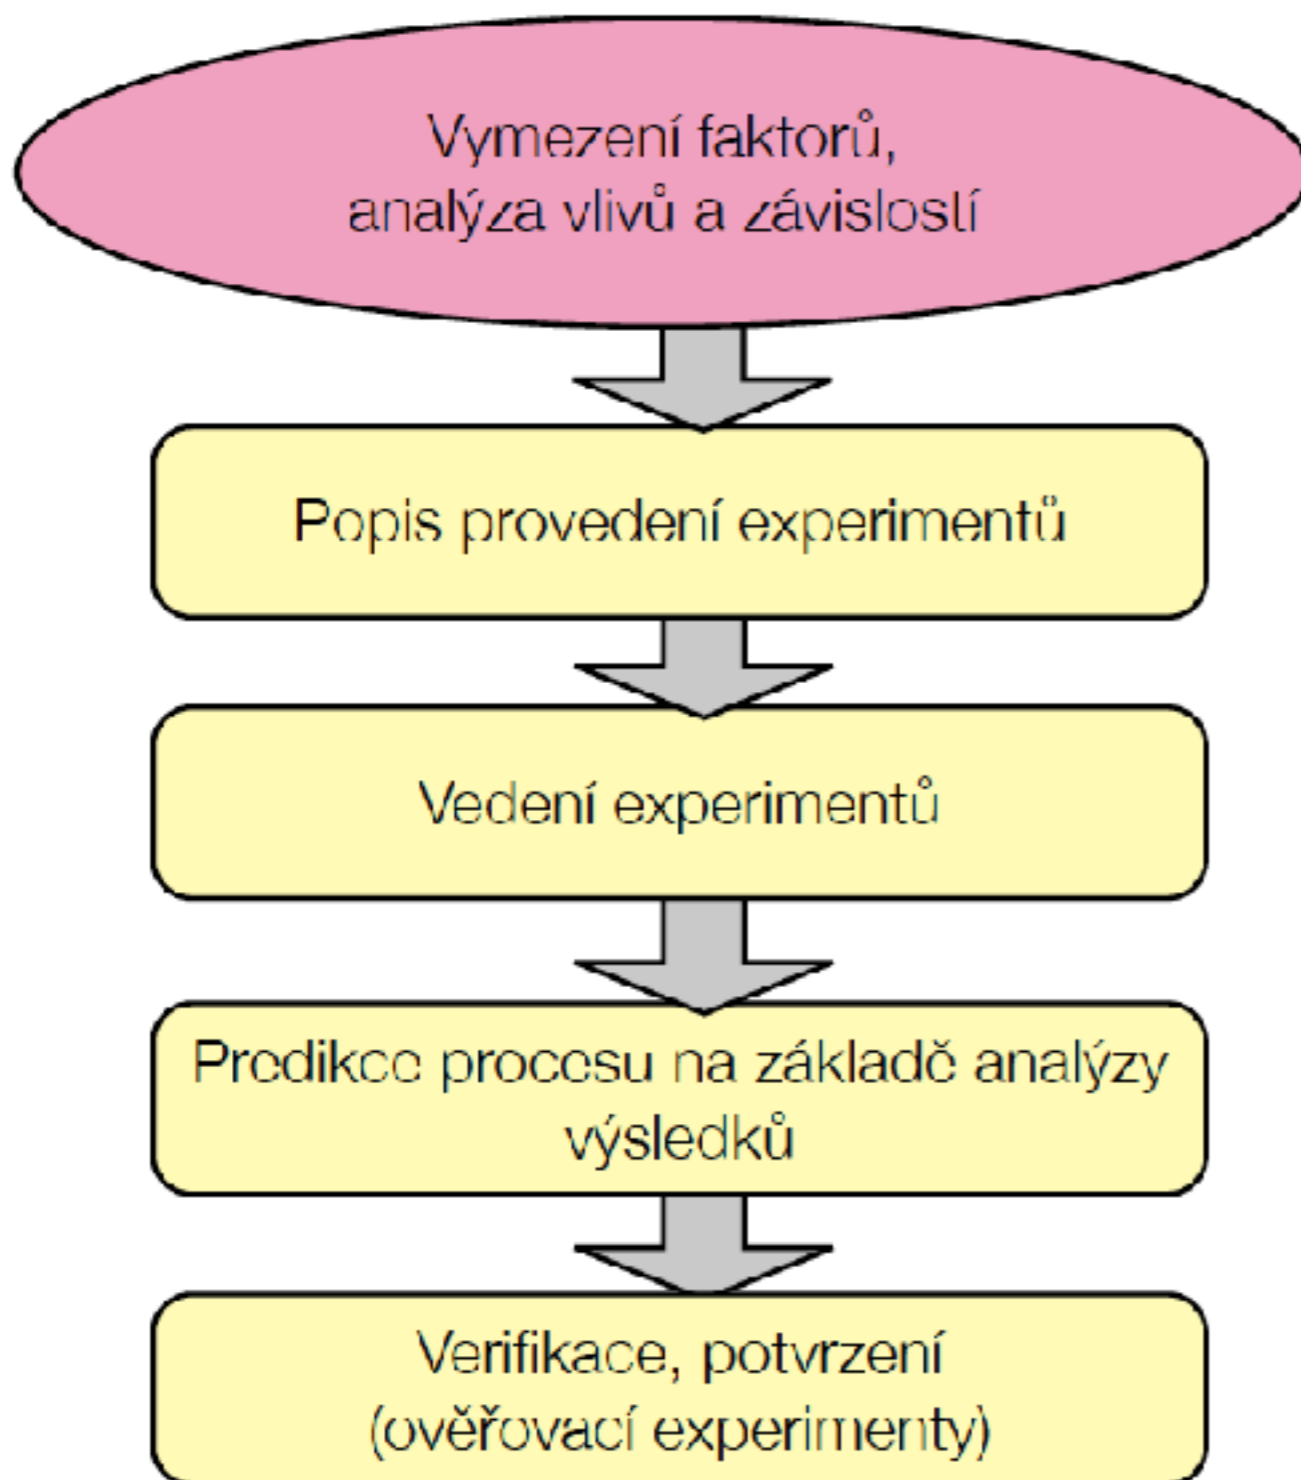 Vymezení faktorů,
analýza vlivů a závislostí
Popis provedení experimentů
Vedení experimentů
Predikce procesu na základě analýzy
výsledků
Verifikace, potvrzení
(ověřovací experimenty)